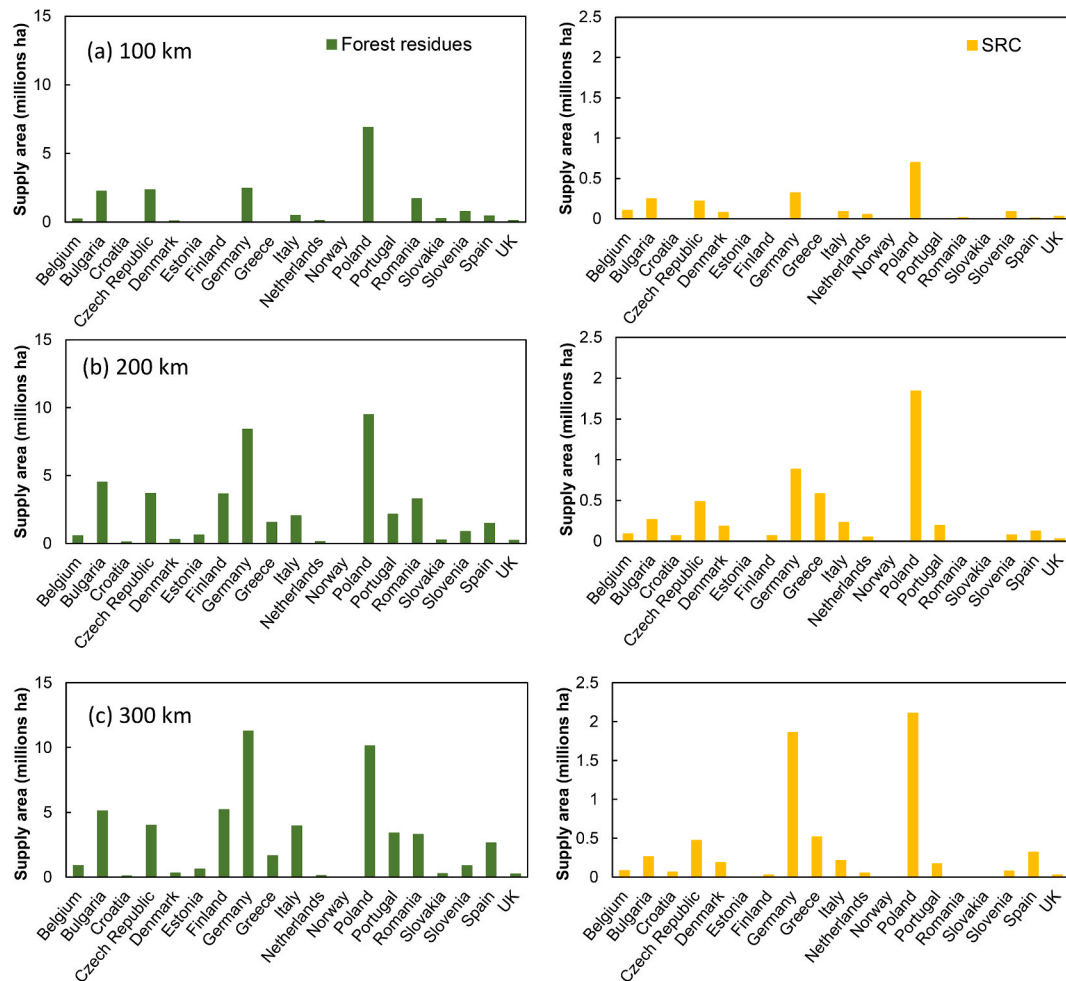 Supply area (millions ha)
15
10
5
0
(a) 100 km
Forest residues
Belgium
Bulgaria
Croatia
Czech Republic
Denmark
Estonia
Finland
Germany
Greece
Italy
Netherlands
Norway
Poland
Portugal
Romania
Slovakia
Slovenia
Spain
UK
Supply area (millions ha)
2.5
2
1.5
1
0.5
0
SRC
Belgium
Bulgaria
Croatia
Czech Republic
Denmark
Estonia
Finland
Germany
Greece
Italy
Netherlands
Norway
Poland
Portugal
Romania
Slovakia
Slovenia
Spain
UK
Supply area (millions ha)
15
10
5
0
(b) 200 km
Belgium
Bulgaria
Croatia
Czech Republic
Denmark
Estonia
Finland
Germany
Greece
Italy
Netherlands
Norway
Poland
Portugal
Romania
Slovakia
Slovenia
Spain
UK
Supply area (millions ha)
2.5
2
1.5
1
0.5
0
Belgium
Bulgaria
Croatia
Czech Republic
Denmark
Estonia
Finland
Germany
Greece
Italy
Netherlands
Norway
Poland
Portugal
Romania
Slovakia
Slovenia
Spain
UK
Supply area (millions ha)
15
10
5
0
(c) 300 km
Belgium
Bulgaria
Croatia
Czech Republic
Denmark
Estonia
Finland
Germany
Greece
Italy
Netherlands
Norway
Poland
Portugal
Romania
Slovakia
Slovenia
Spain
UK
Supply area (millions ha)
2.5
2
1.5
1
0.5
0
Belgium
Bulgaria
Croatia
Czech Republic
Denmark
Estonia
Finland
Germany
Greece
Italy
Netherlands
Norway
Poland
Portugal
Romania
Slovakia
Slovenia
Spain
UK